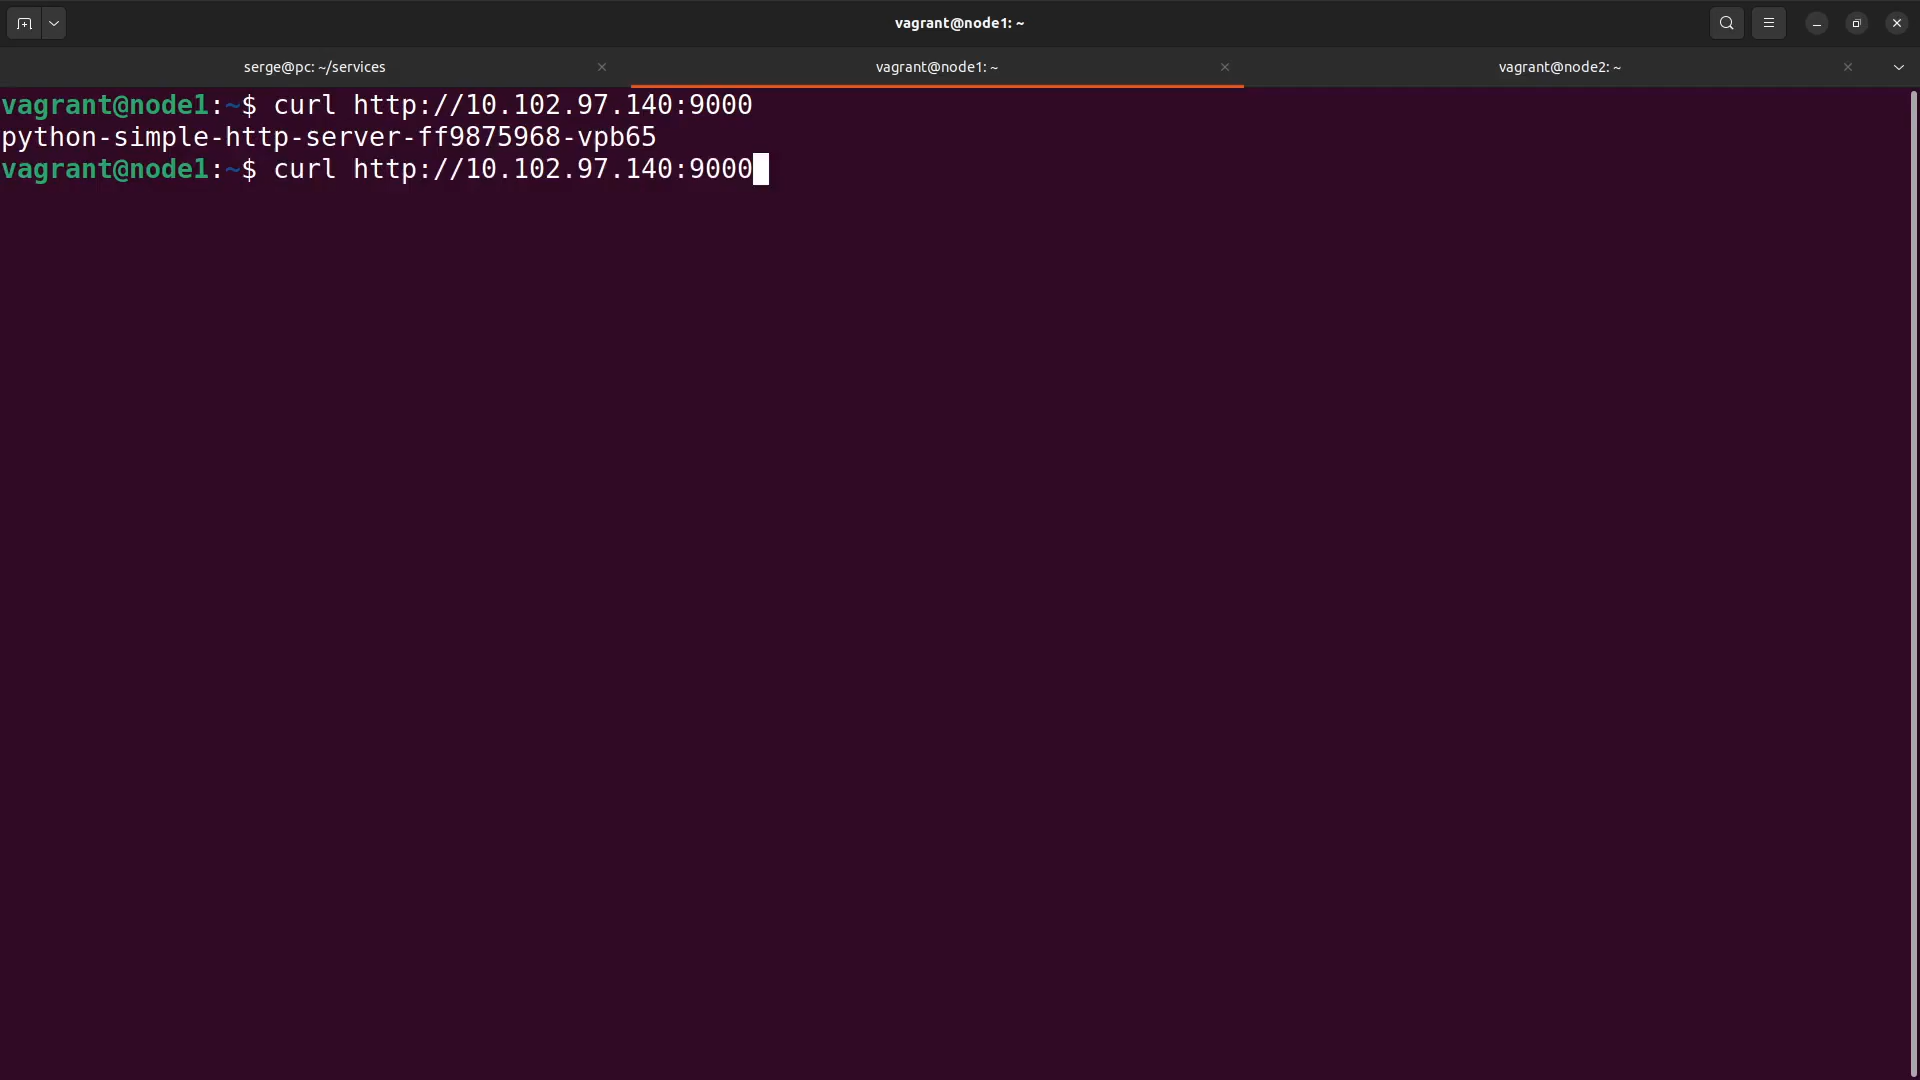 vagrant@node1: ~
serge@pc: ~/services
vagrant@node1: ~
vagrant@node2: ~
vagrant@node1:~$ curl http://10.102.97.140:9000
python-simple-http-server-ff9875968-vpb65
vagrant@node1:~$ curl http://10.102.97.140:9000